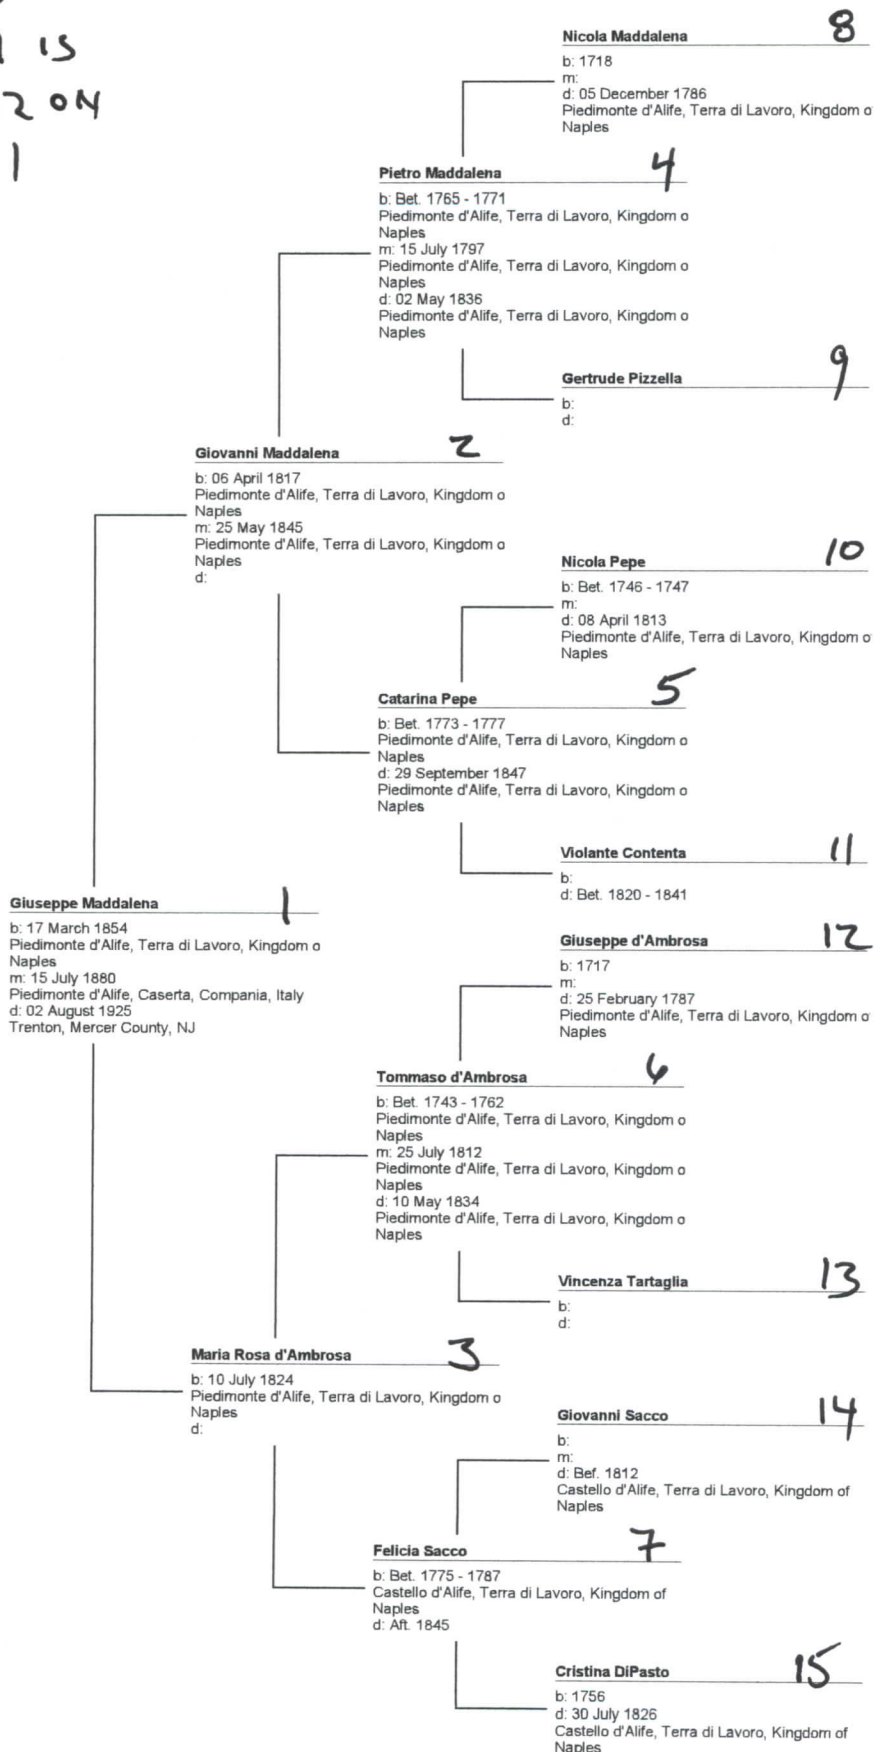 1 IS
2 ON
1
Nicola Maddalena 8
b: 1718
m:
d: 05 December 1786
Piedimonte d'Alife, Terra di Lavoro, Kingdom o
Naples
Pietro Maddalena 4
b: Bet. 1765 - 1771
Piedimonte d'Alife, Terra di Lavoro, Kingdom o
Naples
m: 15 July 1797
Piedimonte d'Alife, Terra di Lavoro, Kingdom o
Naples
d: 02 May 1836
Piedimonte d'Alife, Terra di Lavoro, Kingdom o
Naples
Gertrude Pizzella 9
b:
d:
Giovanni Maddalena 2
b: 06 April 1817
Piedimonte d'Alife, Terra di Lavoro, Kingdom o
Naples
m: 25 May 1845
Piedimonte d'Alife, Terra di Lavoro, Kingdom o
Naples
d:
Nicola Pepe 10
b: Bet. 1746 - 1747
m:
d: 08 April 1813
Piedimonte d'Alife, Terra di Lavoro, Kingdom o
Naples
Catarina Pepe 5
b: Bet. 1773 - 1777
Piedimonte d'Alife, Terra di Lavoro, Kingdom o
Naples
d: 29 September 1847
Piedimonte d'Alife, Terra di Lavoro, Kingdom o
Naples
Violante Contenta 11
b:
d: Bet. 1820 - 1841
Giuseppe Maddalena 1
b: 17 March 1854
Piedimonte d'Alife, Terra di Lavoro, Kingdom o
Naples
m: 15 July 1880
Piedimonte d'Alife, Caserta, Compania, Italy
d: 02 August 1925
Trenton, Mercer County, NJ
Giuseppe d'Ambrosa 12
b: 1717
m:
d: 25 February 1787
Piedimonte d'Alife, Terra di Lavoro, Kingdom o
Naples
Tommaso d'Ambrosa 6
b: Bet. 1743 - 1762
Piedimonte d'Alife, Terra di Lavoro, Kingdom o
Naples
m: 25 July 1812
Piedimonte d'Alife, Terra di Lavoro, Kingdom o
Naples
d: 10 May 1834
Piedimonte d'Alife, Terra di Lavoro, Kingdom o
Naples
Vincenza Tartaglia 13
b:
d:
Maria Rosa d'Ambrosa 3
b: 10 July 1824
Piedimonte d'Alife, Terra di Lavoro, Kingdom o
Naples
d:
Giovanni Sacco 14
b:
m:
d: Bef. 1812
Castello d'Alife, Terra di Lavoro, Kingdom of
Naples
Felicia Sacco 7
b: Bet. 1775 - 1787
Castello d'Alife, Terra di Lavoro, Kingdom of
Naples
d: Aft. 1845
Cristina DiPasto 15
b: 1756
d: 30 July 1826
Castello d'Alife, Terra di Lavoro, Kingdom of
Naples